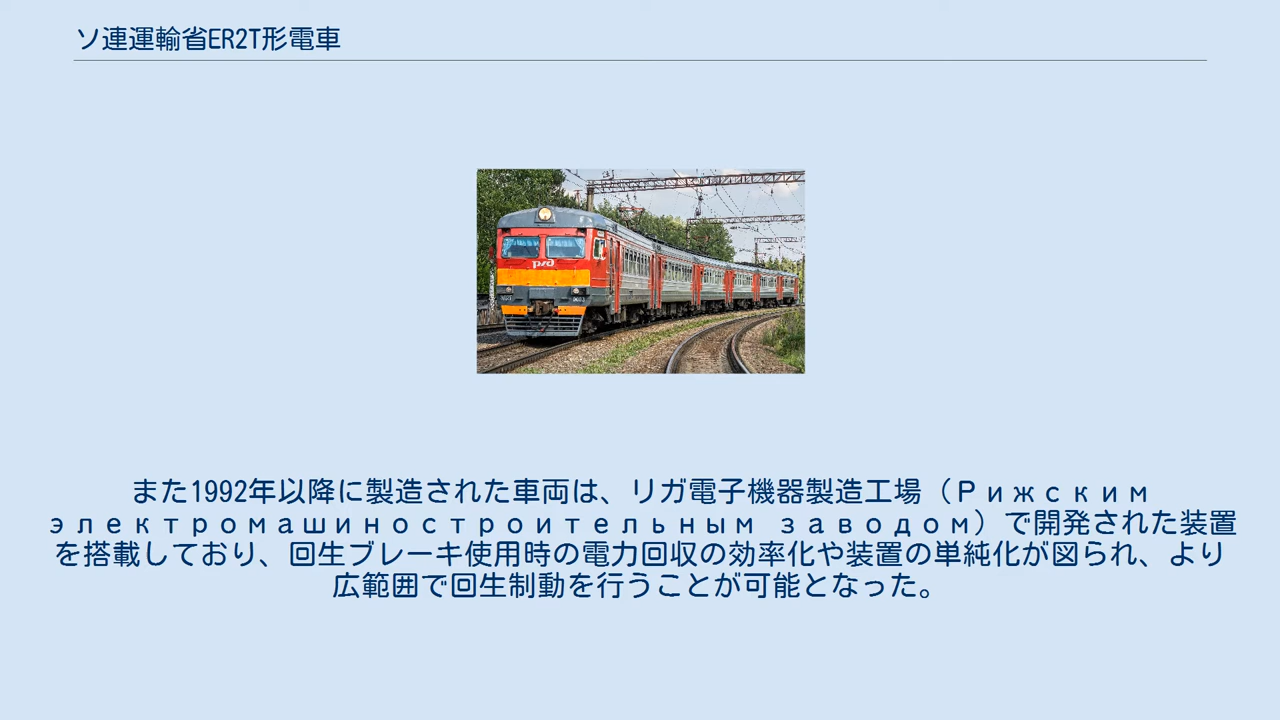 ソ連運輸省ER2T形電車
また1992年以降に製造された車両は、リガ電子機器製造工場（Рижским
электромашиностроительным заводом）で開発された装置
を搭載しており、回生ブレーキ使用時の電力回収の効率化や装置の単純化が図られ、より
広範囲で回生制動を行うことが可能となった。